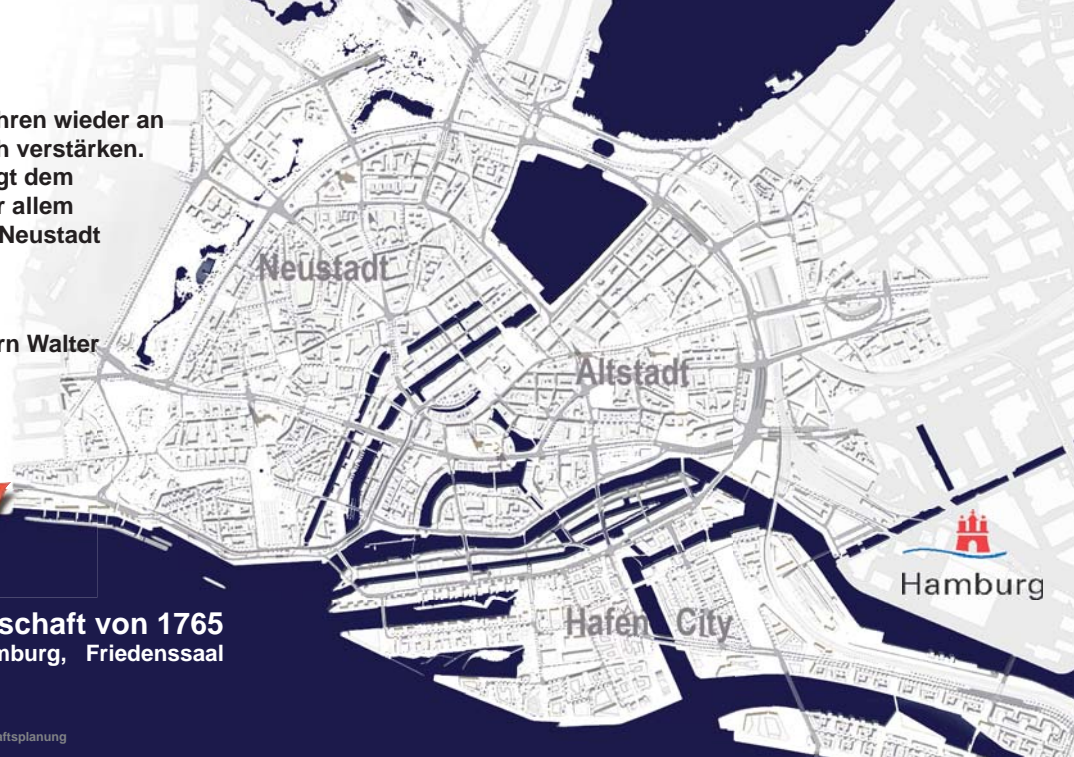 hren wieder an
h verstärken.
gt dem
r allem
Neustadt
rn Walter
Neustadt
Altstadt
Hafen City
Hamburg
schaft von 1765
mburg, Friedenssaal
aftsplanung